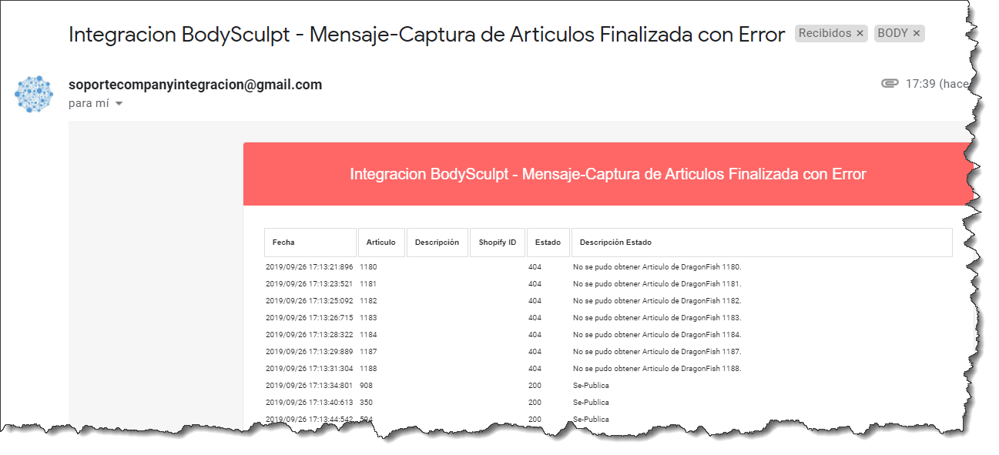 Integracion BodySculpt - Mensaje-Captura de Articulos Finalizada con Error Recibidos × BODY ×
soportecompanyintegracion@gmail.com 17:39 (hace
para mí
Integracion BodySculpt - Mensaje-Captura de Articulos Finalizada con Error
Fecha Artículo Descripción Shopify ID Estado Descripción Estado
2019/09/26 17:13:21:896 1180 404 No se pudo obtener Articulo de DragonFish 1180.
2019/09/26 17:13:23:521 1181 404 No se pudo obtener Articulo de DragonFish 1181.
2019/09/26 17:13:25:092 1182 404 No se pudo obtener Articulo de DragonFish 1182.
2019/09/26 17:13:26:715 1183 404 No se pudo obtener Articulo de DragonFish 1183.
2019/09/26 17:13:28:322 1184 404 No se pudo obtener Articulo de DragonFish 1184.
2019/09/26 17:13:29:889 1187 404 No se pudo obtener Articulo de DragonFish 1187.
2019/09/26 17:13:31:304 1188 404 No se pudo obtener Articulo de DragonFish 1188.
2019/09/26 17:13:34:801 908 200 Se-Publica
2019/09/26 17:13:40:613 350 200 Se-Publica
2019/09/26 17:13:44:542 200 Se-Publica